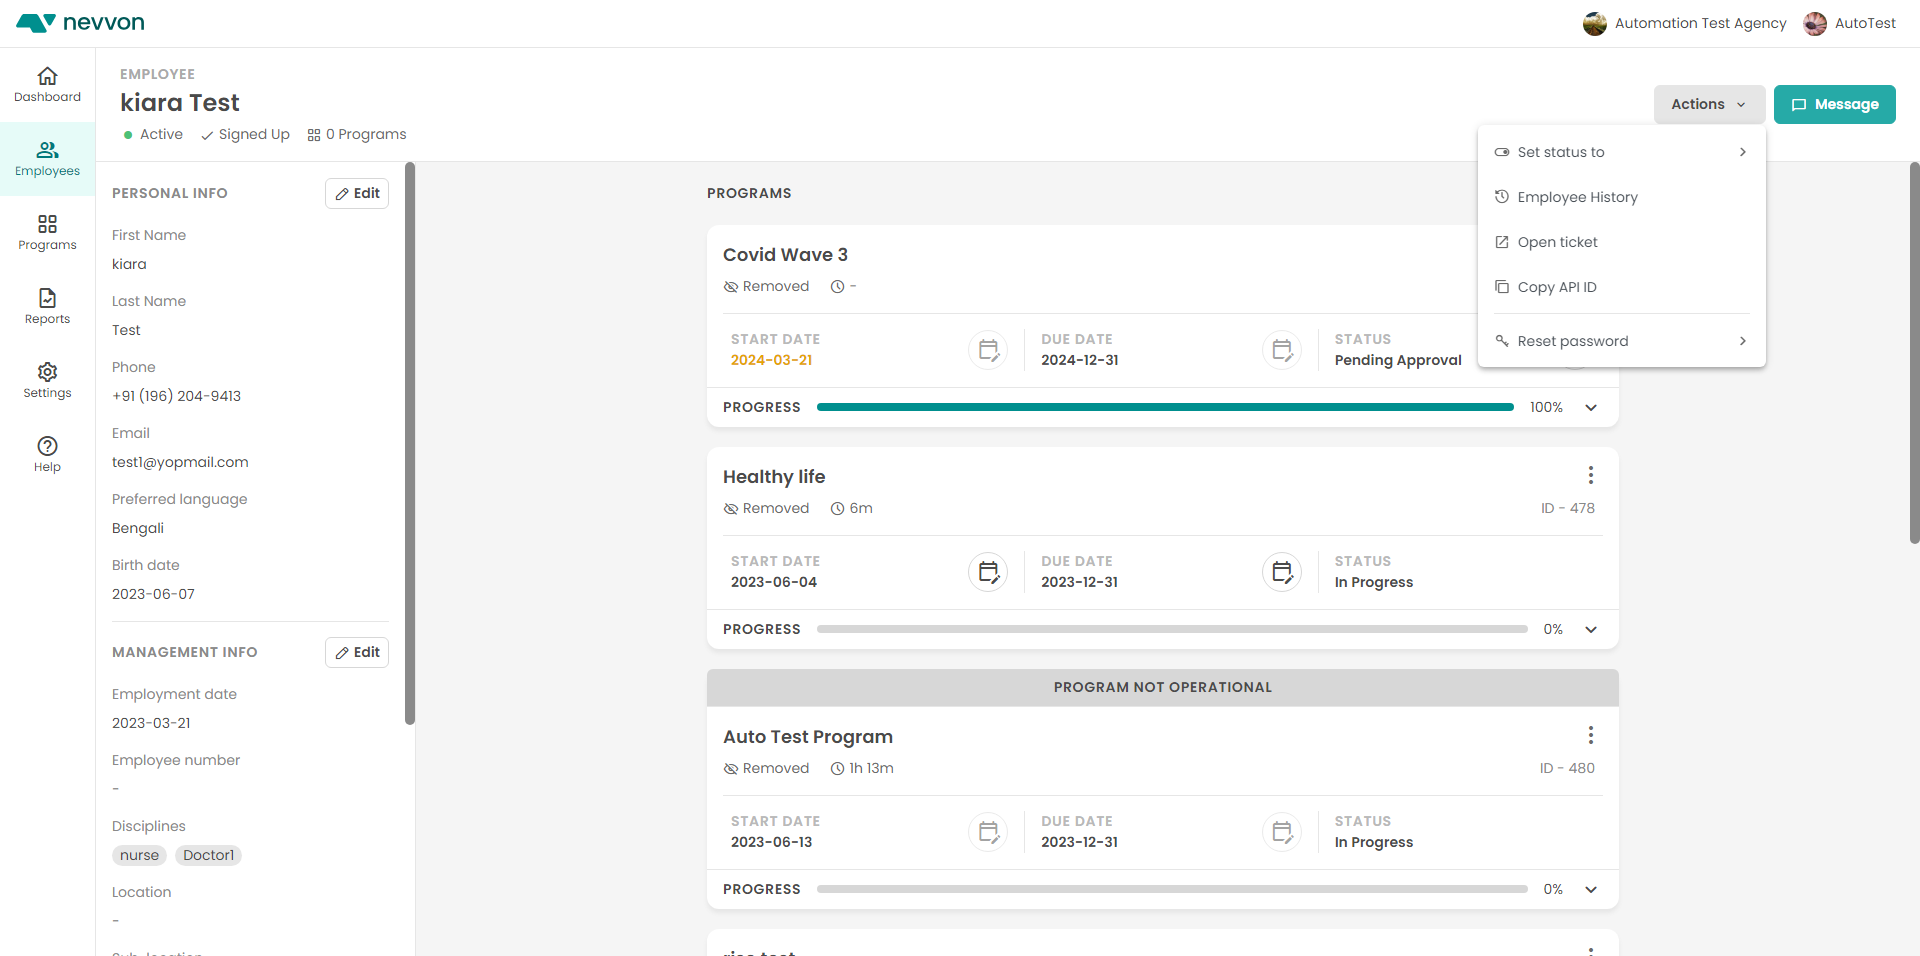 nevvon
Automation Test Agency
AutoTest
Dashboard
Employees
Programs
Reports
Settings
Help
EMPLOYEE
kiara Test
Active
Signed Up
0 Programs
Actions
Message
Set status to
Employee History
Open ticket
Copy API ID
Reset password
PERSONAL INFO
Edit
First Name
kiara
Last Name
Test
Phone
+91 (196) 204-9413
Email
test1@yopmail.com
Preferred language
Bengali
Birth date
2023-06-07
MANAGEMENT INFO
Edit
Employment date
2023-03-21
Employee number
-
Disciplines
nurse Doctor1
Location
-
Sub-location
PROGRAMS
Covid Wave 3
Removed -
START DATE
2024-03-21
DUE DATE
2024-12-31
STATUS
Pending Approval
PROGRESS 100%
Healthy life
Removed 6m
ID - 478
START DATE
2023-06-04
DUE DATE
2023-12-31
STATUS
In Progress
PROGRESS 0%
PROGRAM NOT OPERATIONAL
Auto Test Program
Removed 1h 13m
ID - 480
START DATE
2023-06-13
DUE DATE
2023-12-31
STATUS
In Progress
PROGRESS 0%